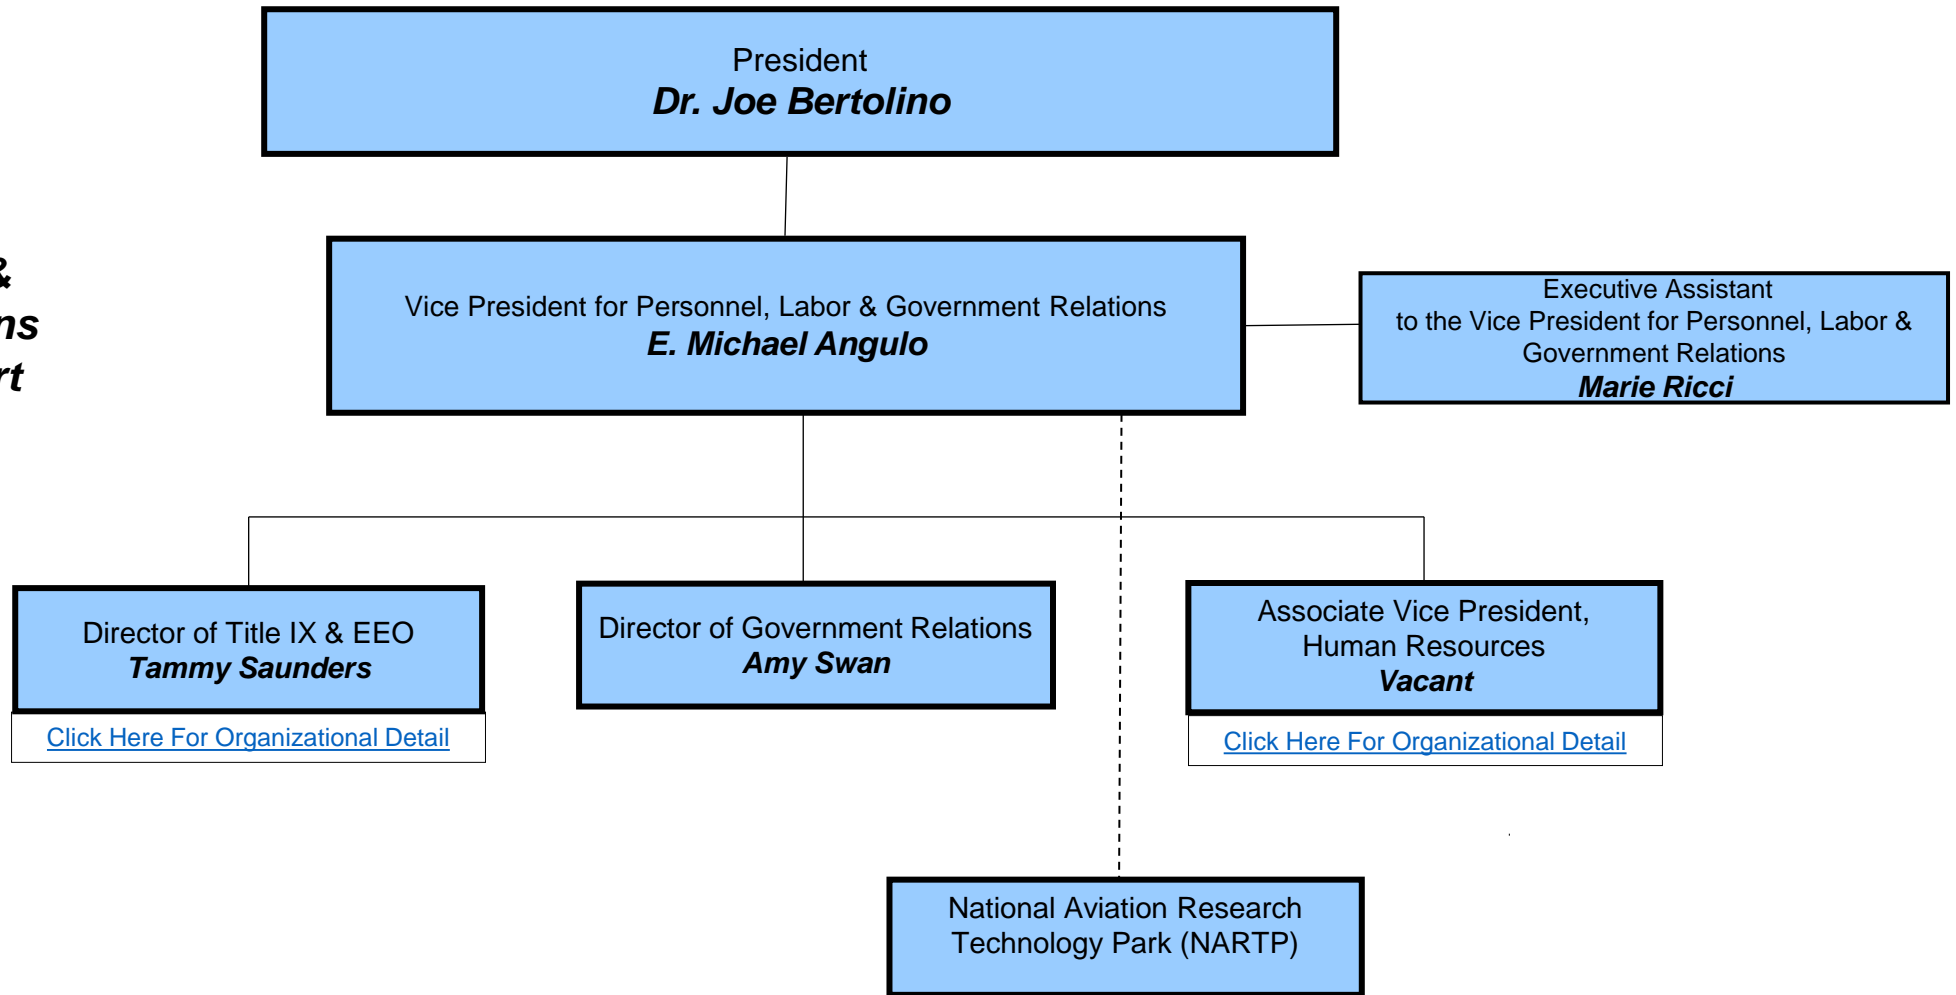 President
Dr. Joe Bertolino
&
Vice President for Personnel, Labor & Government Relations
E. Michael Angulo
Executive Assistant
to the Vice President for Personnel, Labor &
Government Relations
Marie Ricci
Director of Title IX & EEO
Tammy Saunders
Click Here For Organizational Detail
Director of Government Relations
Amy Swan
Associate Vice President,
Human Resources
Vacant
Click Here For Organizational Detail
National Aviation Research
Technology Park (NARTP)